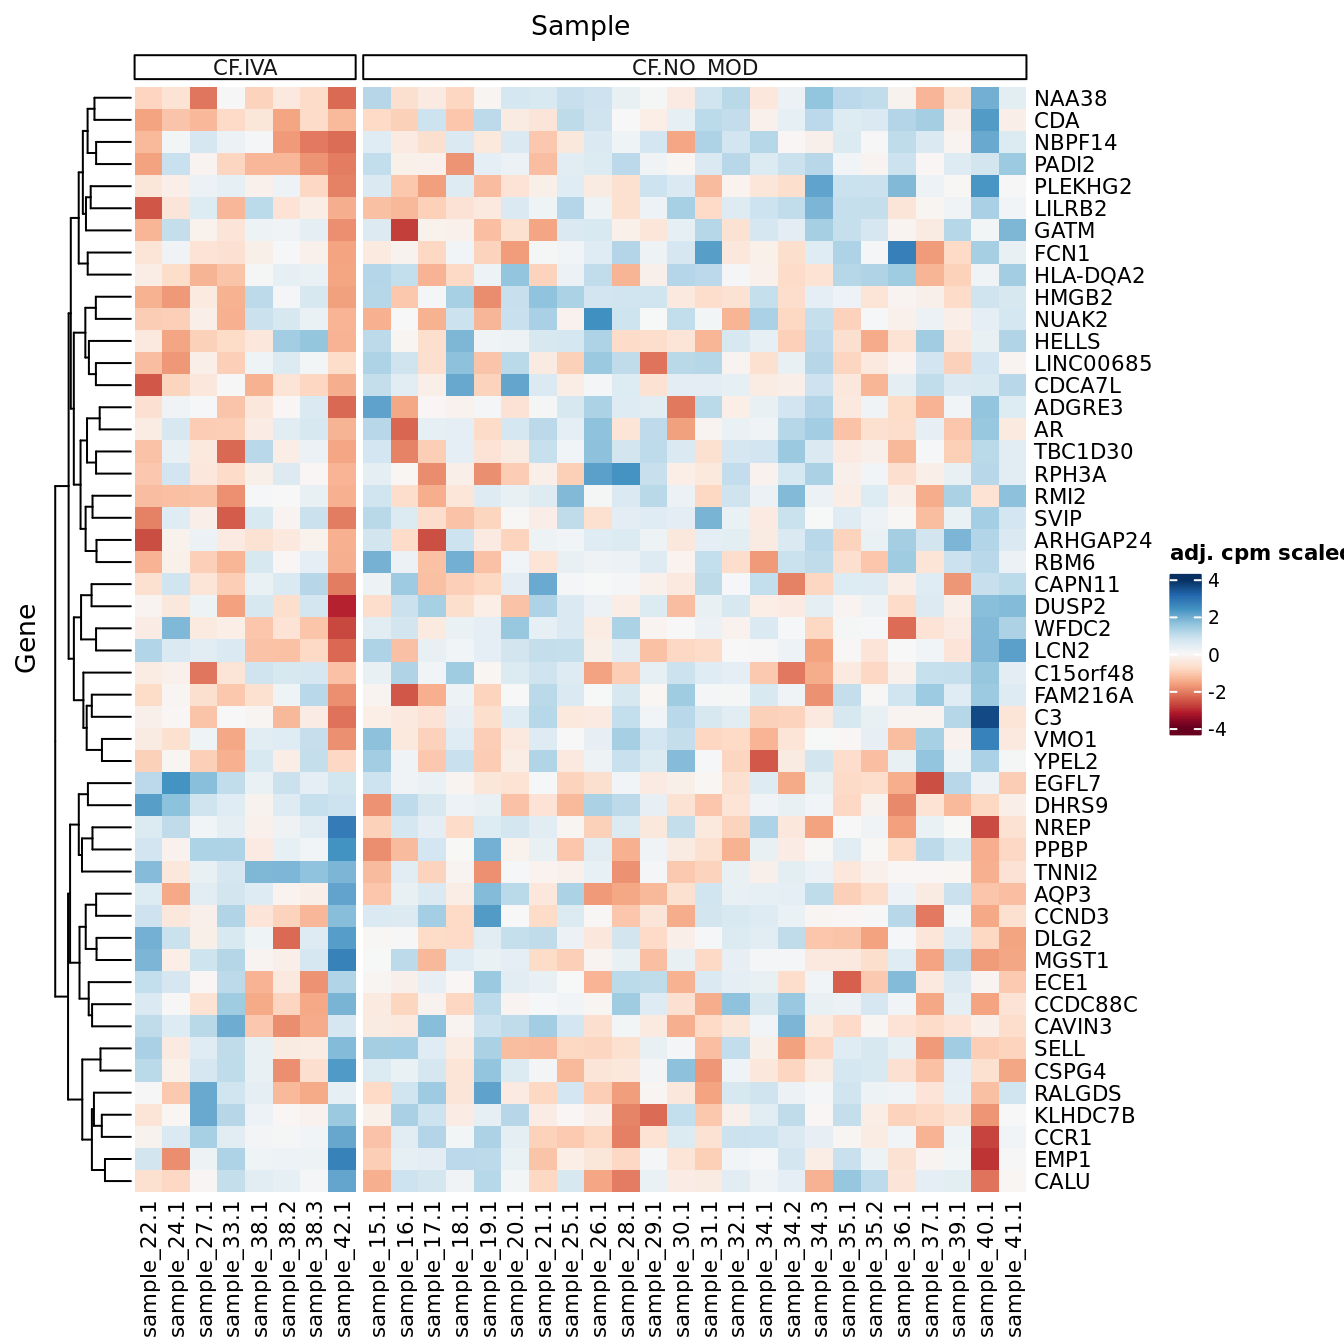 Sample
CF.IVA
CF.NO_MOD
NAA38
CDA
NBPF14
PADI2
PLEKHG2
LILRB2
GATM
FCN1
HLA-DQA2
HMGB2
NUAK2
HELLS
LINC00685
CDCA7L
ADGRE3
AR
TBC1D30
RPH3A
RMI2
SVIP
ARHGAP24
RBM6
CAPN11
DUSP2
WFDC2
LCN2
C15orf48
FAM216A
C3
VMO1
YPEL2
EGFL7
DHRS9
NREP
PPBP
TNNI2
AQP3
CCND3
DLG2
MGST1
ECE1
CCDC88C
CAVIN3
SELL
CSPG4
RALGDS
KLHDC7B
CCR1
EMP1
CALU
Gene
adj. cpm scaled
4
2
0
-2
-4
sample_22.1
sample_24.1
sample_27.1
sample_33.1
sample_38.1
sample_38.2
sample_38.3
sample_42.1
sample_15.1
sample_16.1
sample_17.1
sample_18.1
sample_19.1
sample_20.1
sample_21.1
sample_25.1
sample_26.1
sample_28.1
sample_29.1
sample_30.1
sample_31.1
sample_32.1
sample_34.1
sample_34.2
sample_34.3
sample_35.1
sample_35.2
sample_36.1
sample_37.1
sample_39.1
sample_40.1
sample_41.1